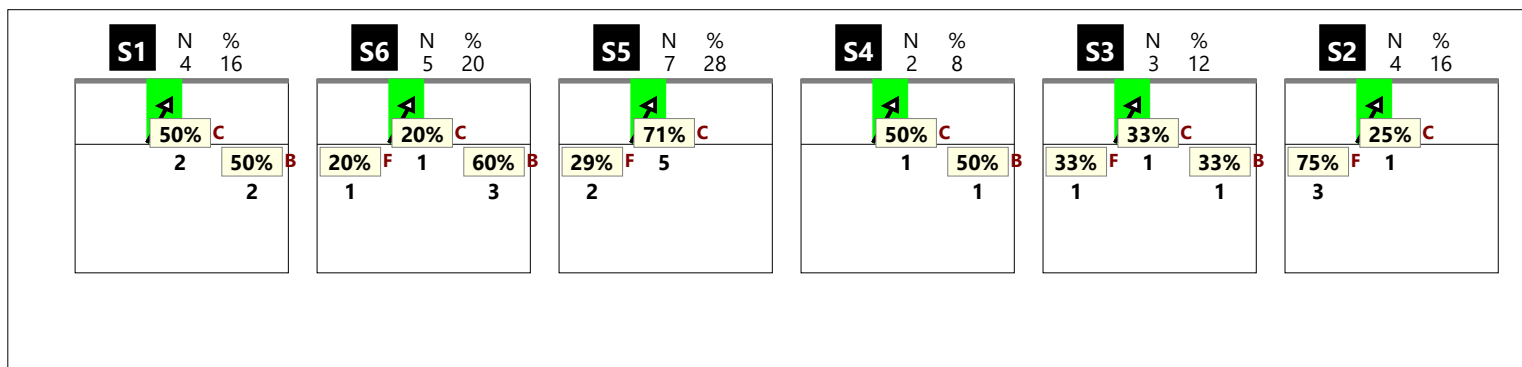 S1 N % S6 N % S5 N % S4 N % S3 N % S2 N %
4 16 5 20 7 28 2 8 3 12 4 16
50% C 20% C 71% C 50% C 33% C 25% C
2 50% B 20% F 1 60% B 29% F 5 1 50% B 33% F 1 33% B 75% F 1
2 1 3 2 1 1 1 3